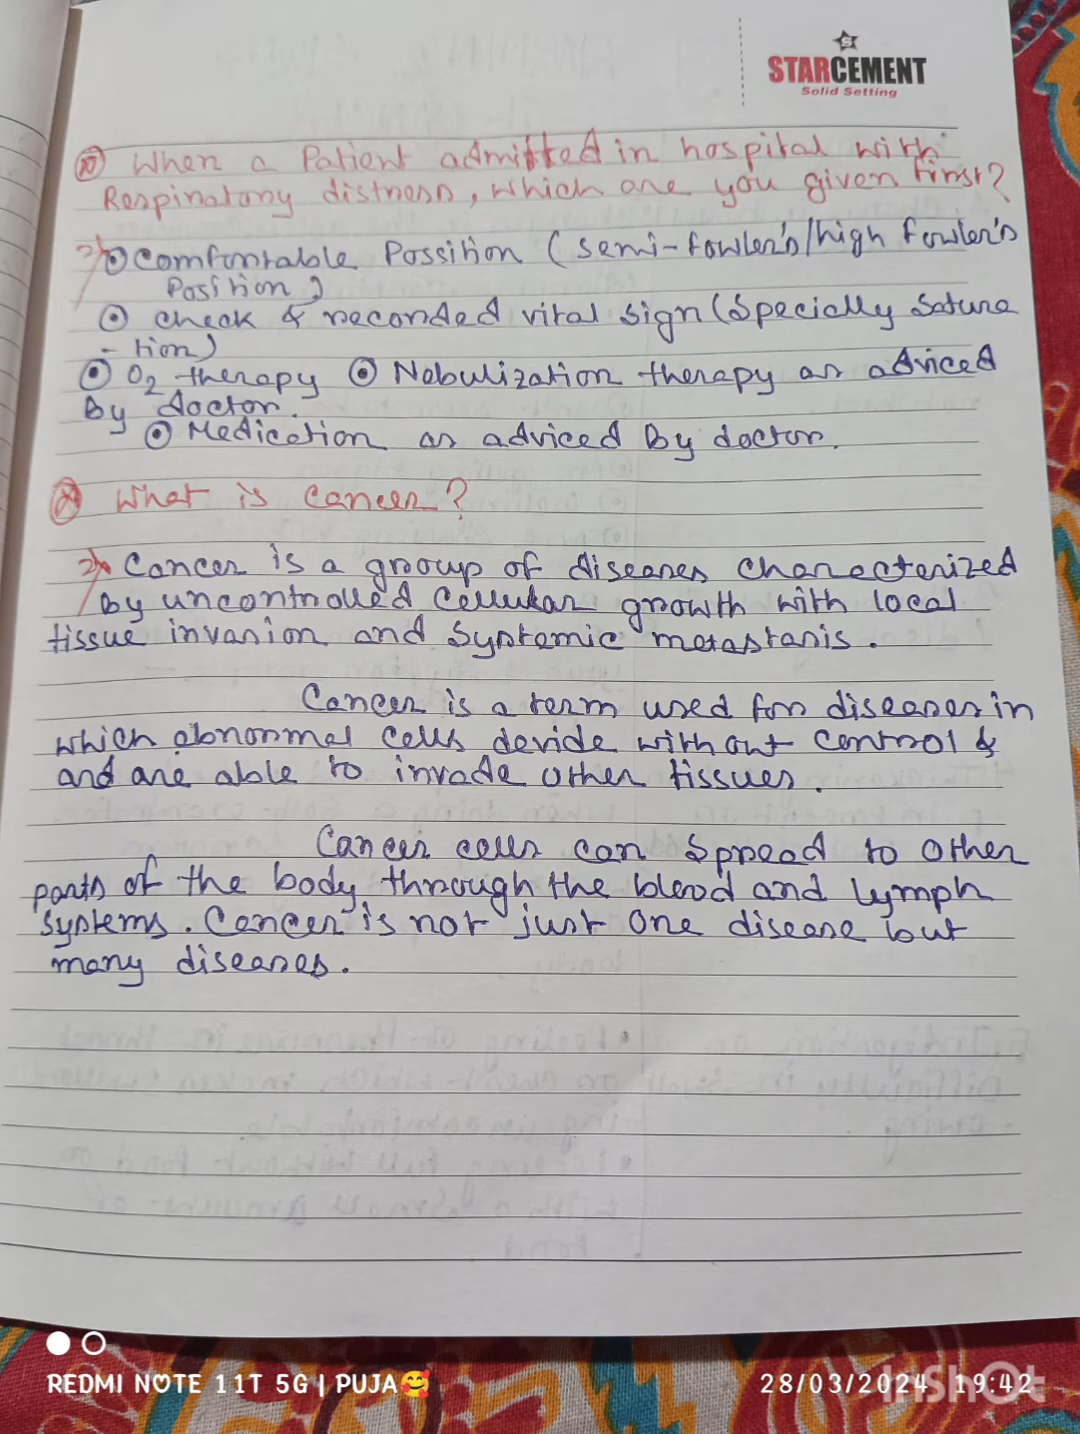 STARCEMENT
Solid Setting
When a Patient admitted in hospital with
Respiratory distress, which are you given first?
Comfortable Possition (semi-fowler's/high fowler's
Position)
check & recorded vital sign (Specially Satura
- tion)
O2 therapy Nebulization therapy as adviced
By doctor.
Medication as adviced By doctor.
What is cancer?
Cancer is a group of diseases characterized
by uncontrolled cellular growth with local
tissue invasion and systemic metastasis.
Cancer is a term used for diseases in
which abnormal cells devide without control &
and are able to invade other tissues.
Cancer cells can spread to other
parts of the body through the blood and lymph
systems. Cancer is not just one disease but
many diseases.
REDMI NOTE 11T 5G | PUJA🥰
28/03/2024 19:42
InShOt